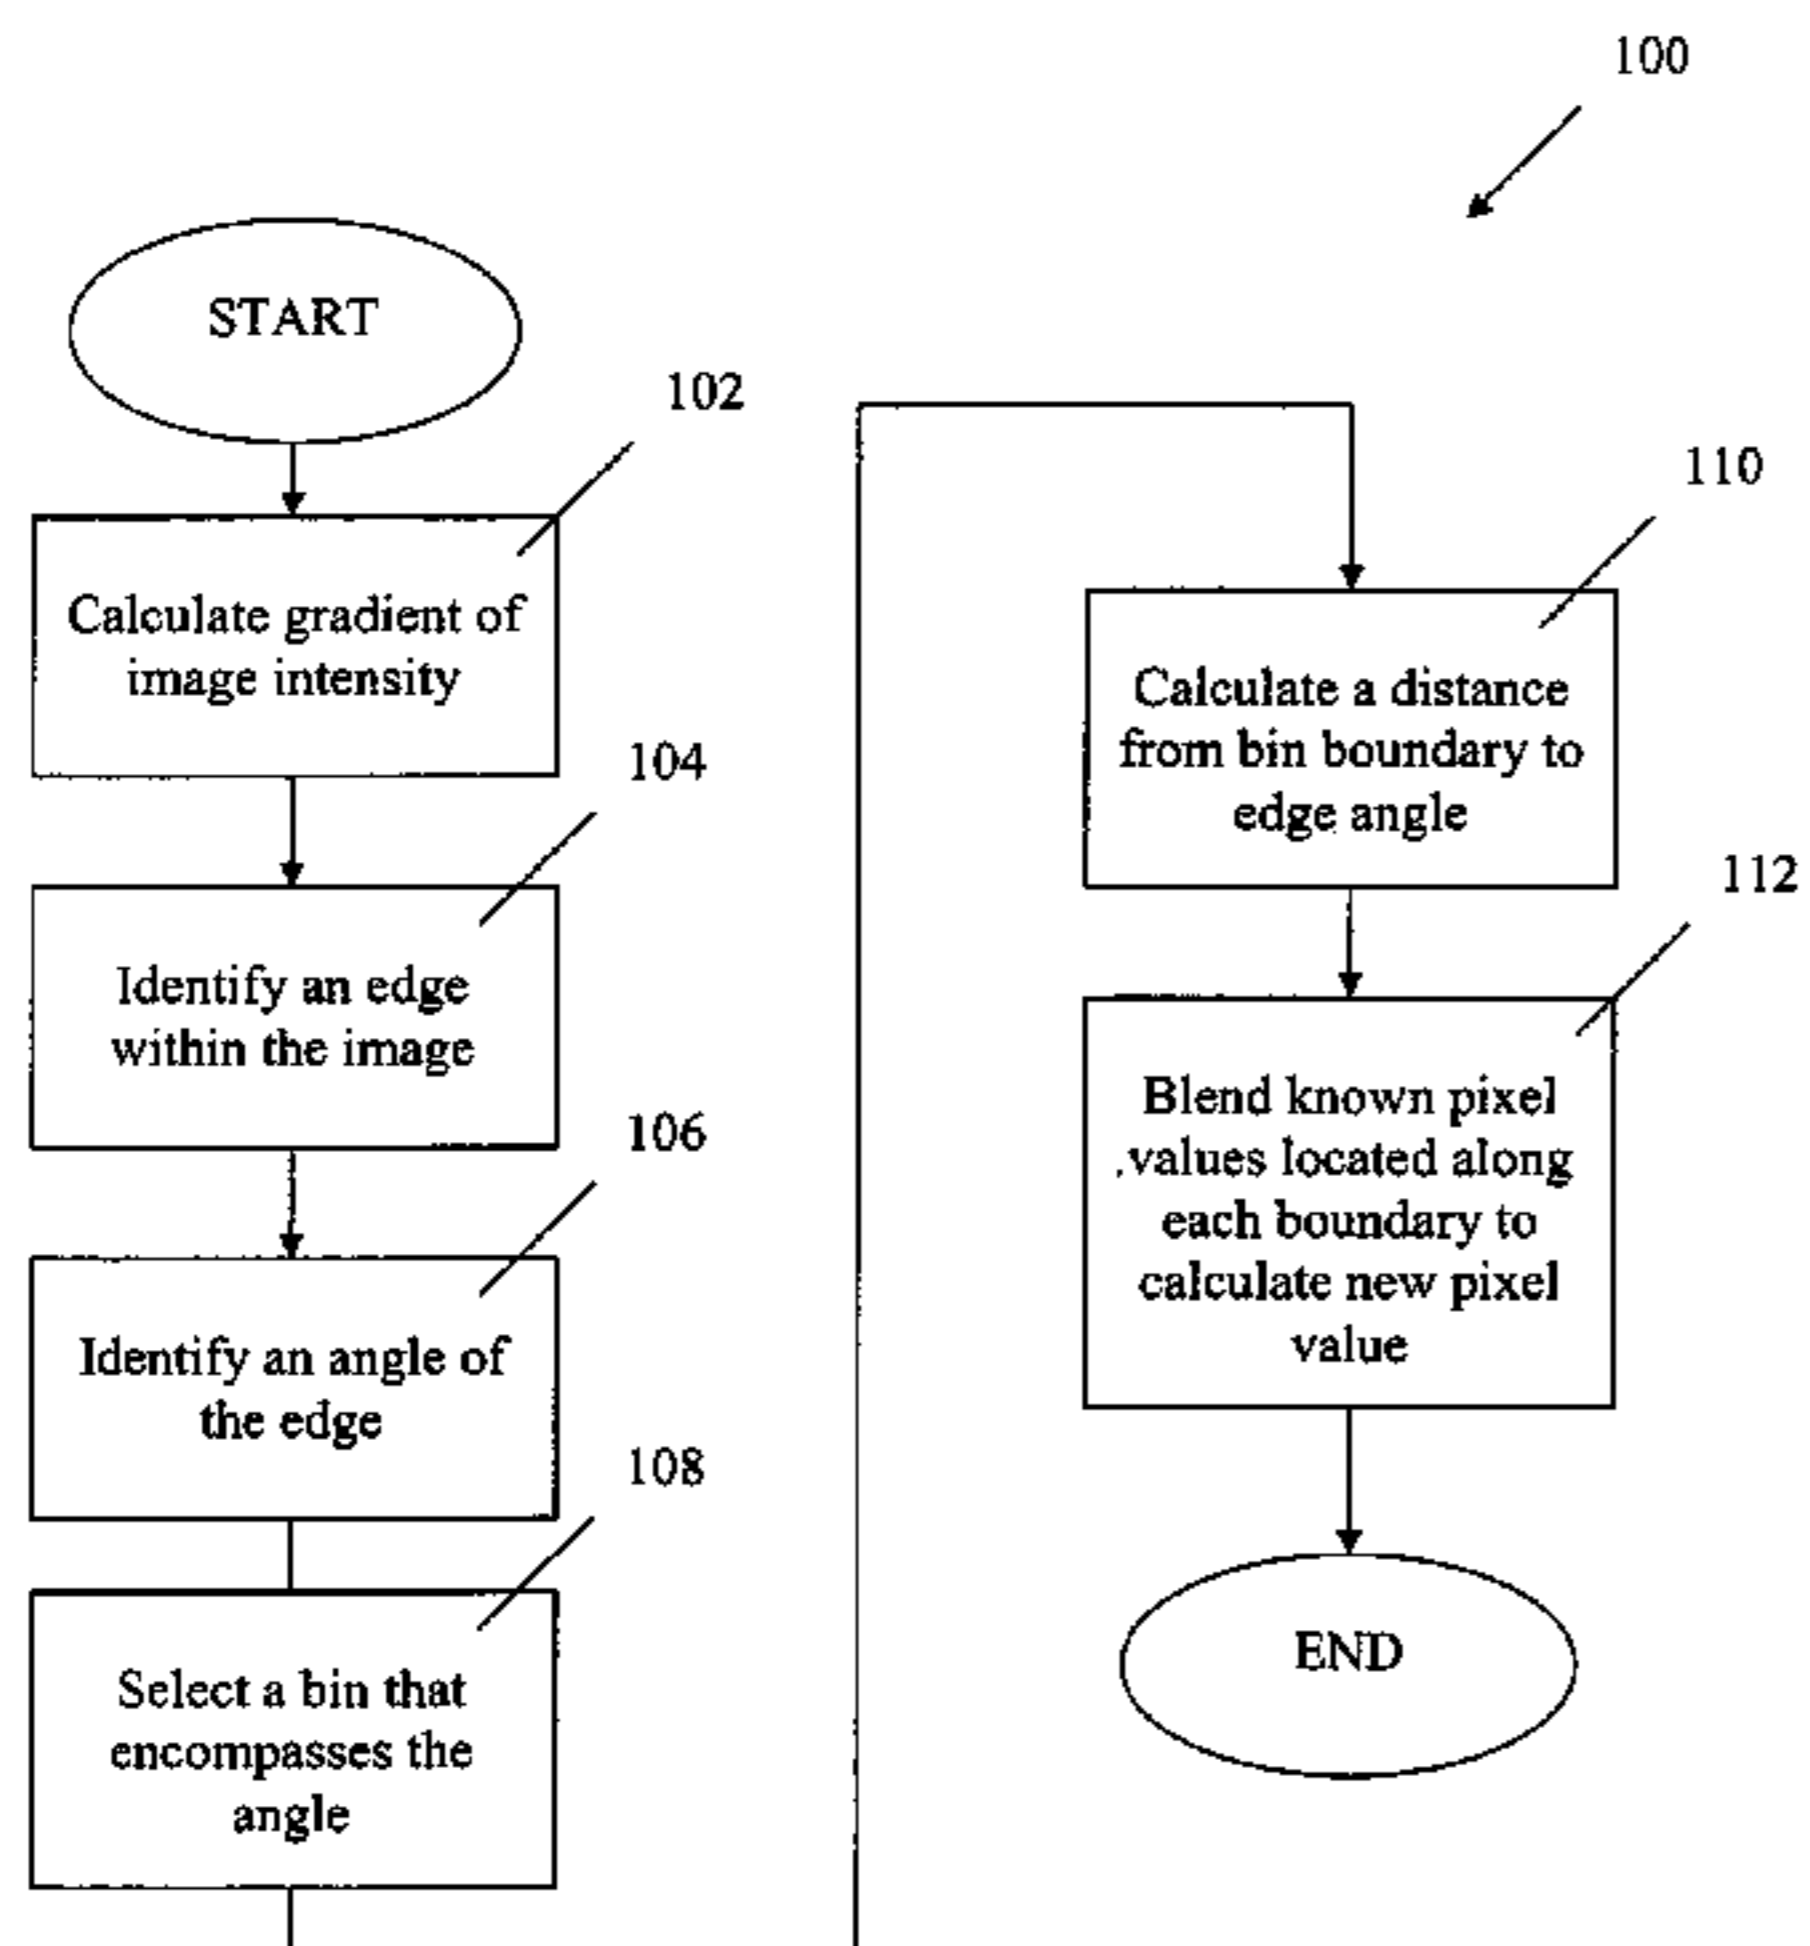 100
START
102
Calculate gradient of
image intensity
104
Identify an edge
within the image
106
Identify an angle of
the edge
108
Select a bin that
encompasses the
angle
110
Calculate a distance
from bin boundary to
edge angle
112
Blend known pixel
values located along
each boundary to
calculate new pixel
value
END